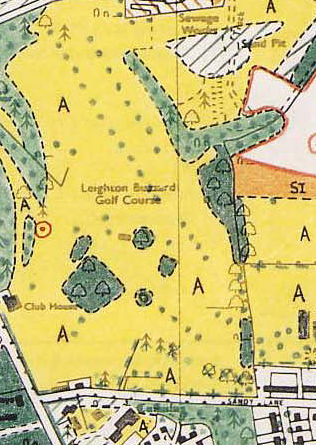 A
Sewage
Works
Sand Pit
A
Leighton Buzzard
Golf Course
SI
A
A
A
A
Club House
A
A
SANDY LANE
A